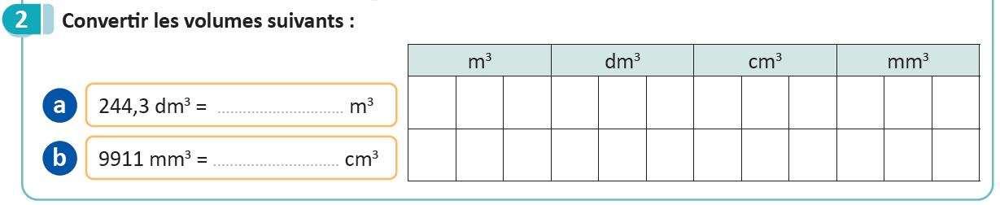 2 Convertir les volumes suivants :
m³ dm³ cm³ mm³
a 244,3 dm³ = .............................. m³
b 9911 mm³ = .............................. cm³